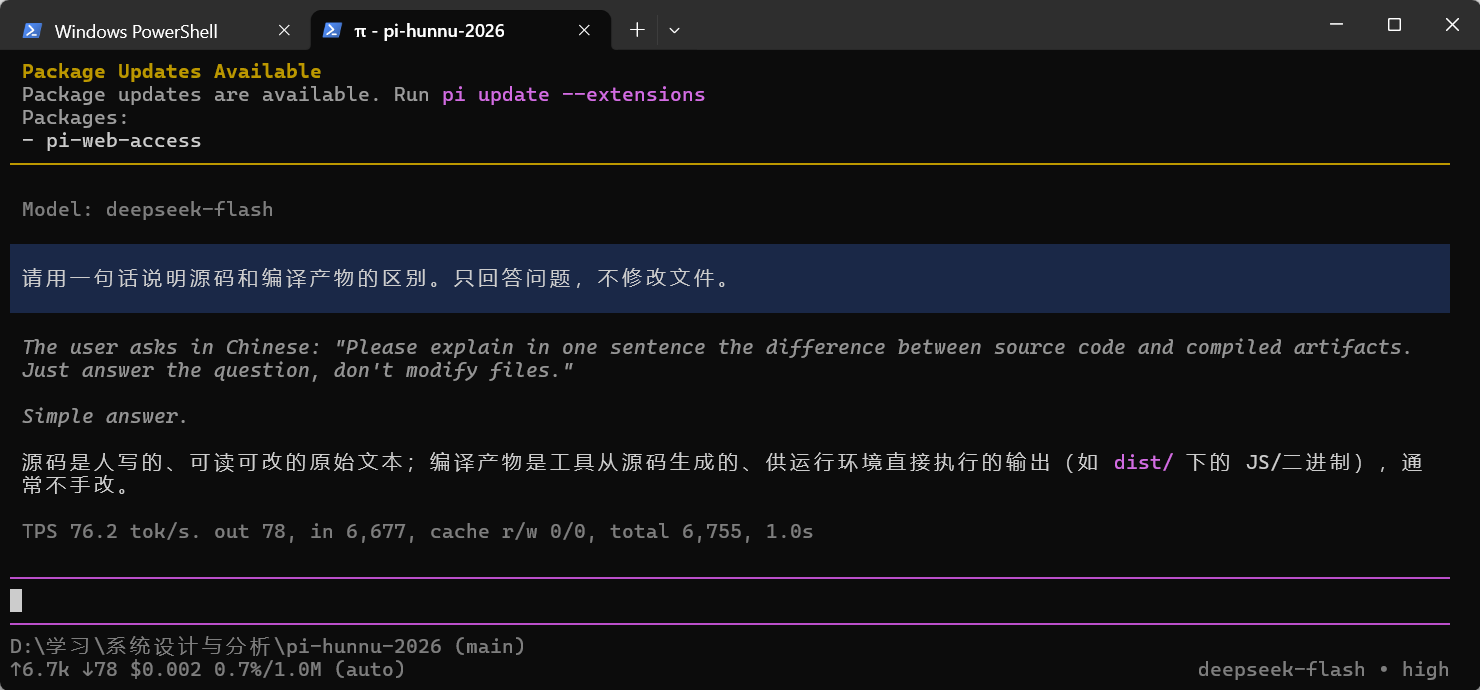 Windows PowerShell
π - pi-hunnu-2026
Package Updates Available
Package updates are available. Run pi update --extensions
Packages:
- pi-web-access
Model: deepseek-flash
请用一句话说明源码和编译产物的区别。只回答问题，不修改文件。
The user asks in Chinese: "Please explain in one sentence the difference between source code and compiled artifacts.
Just answer the question, don't modify files."
Simple answer.
源码是人写的、可读可改的原始文本；编译产物是工具从源码生成的、供运行环境直接执行的输出（如 dist/ 下的 JS/二进制），通
常不手改。
TPS 76.2 tok/s. out 78, in 6,677, cache r/w 0/0, total 6,755, 1.0s
D:\学习\系统设计与分析\pi-hunnu-2026 (main)
↑6.7k ↓78 $0.002 0.7%/1.0M (auto)
deepseek-flash • high